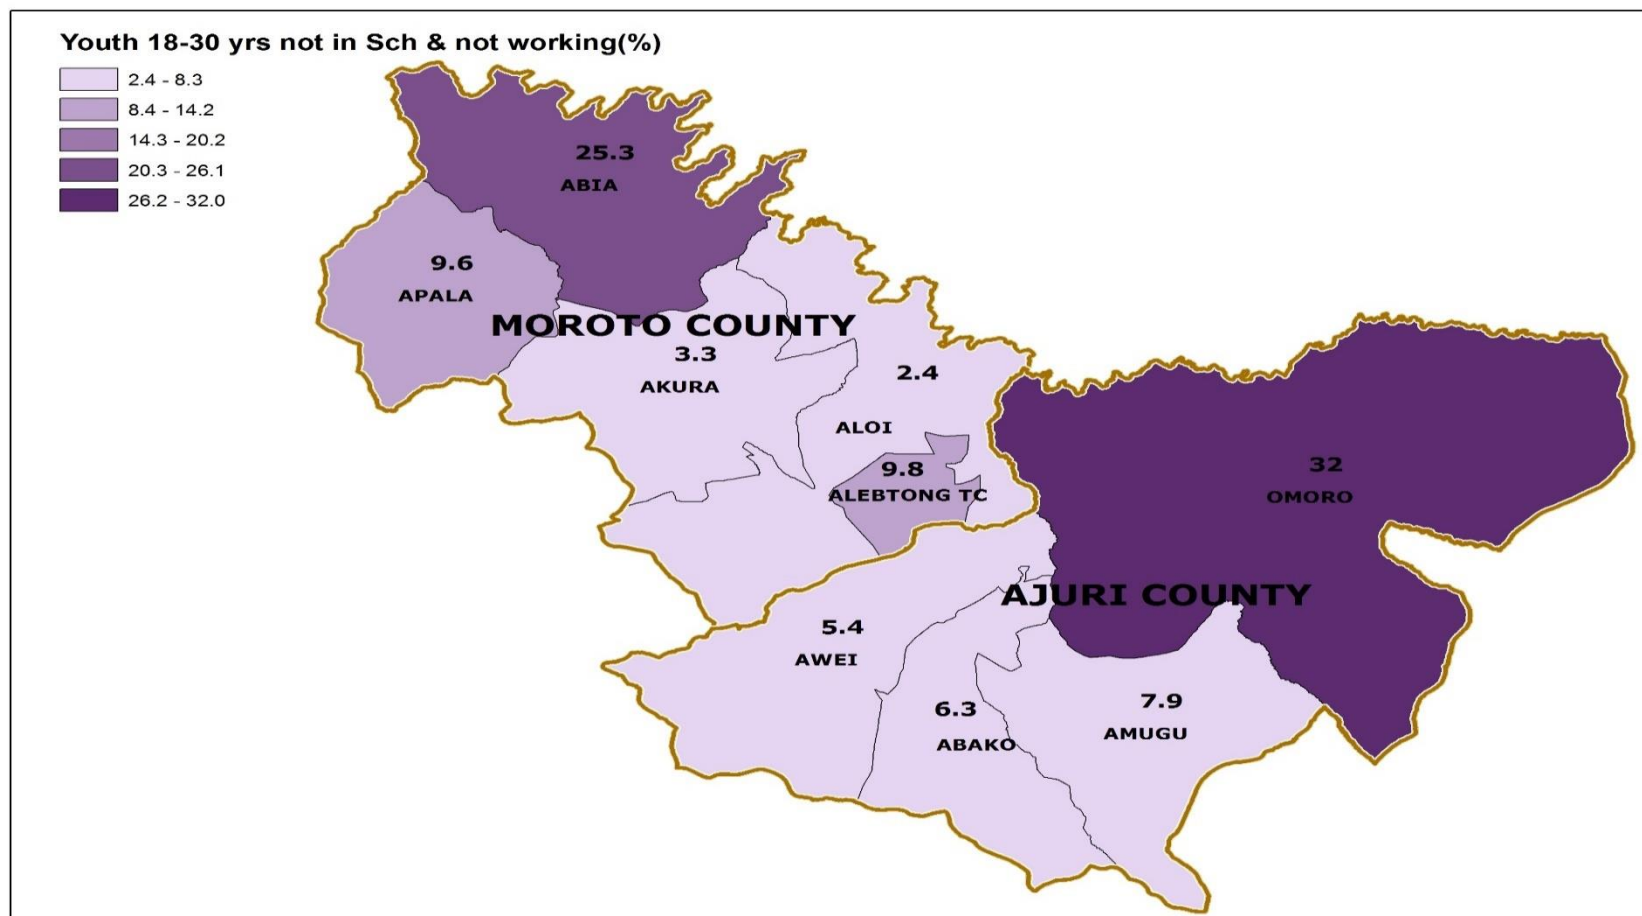 Youth 18-30 yrs not in Sch & not working(%)
2.4 - 8.3
8.4 - 14.2
14.3 - 20.2
20.3 - 26.1
26.2 - 32.0
25.3
ABIA
9.6
APALA
MOROTO COUNTY
3.3
AKURA
2.4
ALOI
9.8
ALEBTONG TC
32
OMORO
AJURI COUNTY
5.4
AWEI
6.3
ABAKO
7.9
AMUGU